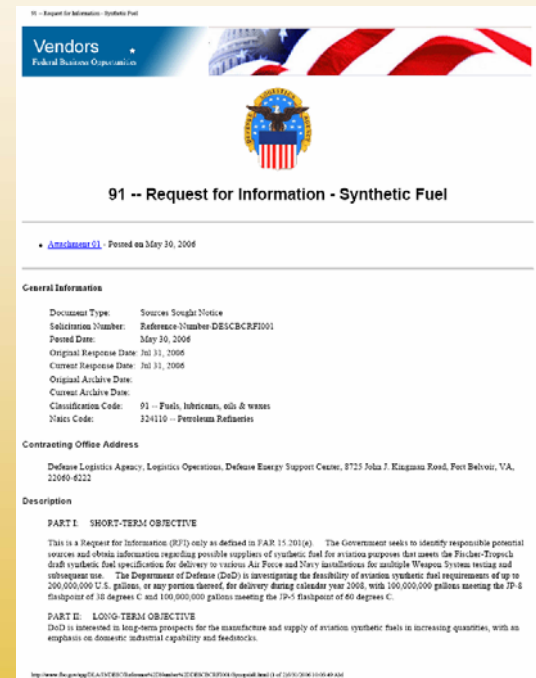 91 -- Request for Information - Synthetic Fuel
Vendors
Federal Business Opportunities
DEFENSE LOGISTICS AGENCY
91 -- Request for Information - Synthetic Fuel
• Attachment 01 - Posted on May 30, 2006
General Information
Document Type: Sources Sought Notice
Solicitation Number: Reference-Number-DESCBCRFI001
Posted Date: May 30, 2006
Original Response Date: Jul 31, 2006
Current Response Date: Jul 31, 2006
Original Archive Date:
Current Archive Date:
Classification Code: 91 -- Fuels, lubricants, oils & waxes
Naics Code: 324110 -- Petroleum Refineries
Contracting Office Address
Defense Logistics Agency, Logistics Operations, Defense Energy Support Center, 8725 John J. Kingman Road, Fort Belvoir, VA,
22060-6222
Description
PART I: SHORT-TERM OBJECTIVE
This is a Request for Information (RFI) only as defined in FAR 15.201(e). The Government seeks to identify responsible potential
sources and obtain information regarding possible suppliers of synthetic fuel for aviation purposes that meets the Fischer-Tropsch
draft synthetic fuel specification for delivery to various Air Force and Navy installations for multiple Weapon System testing and
subsequent use. The Department of Defense (DoD) is investigating the feasibility of aviation synthetic fuel requirements of up to
200,000,000 U.S. gallons, or any portion thereof, for delivery during calendar year 2008, with 100,000,000 gallons meeting the JP-8
flashpoint of 38 degrees C and 100,000,000 gallons meeting the JP-5 flashpoint of 60 degrees C.
PART II: LONG-TERM OBJECTIVE
DoD is interested in long-term prospects for the manufacture and supply of aviation synthetic fuels in increasing quantities, with an
emphasis on domestic industrial capability and feedstocks.